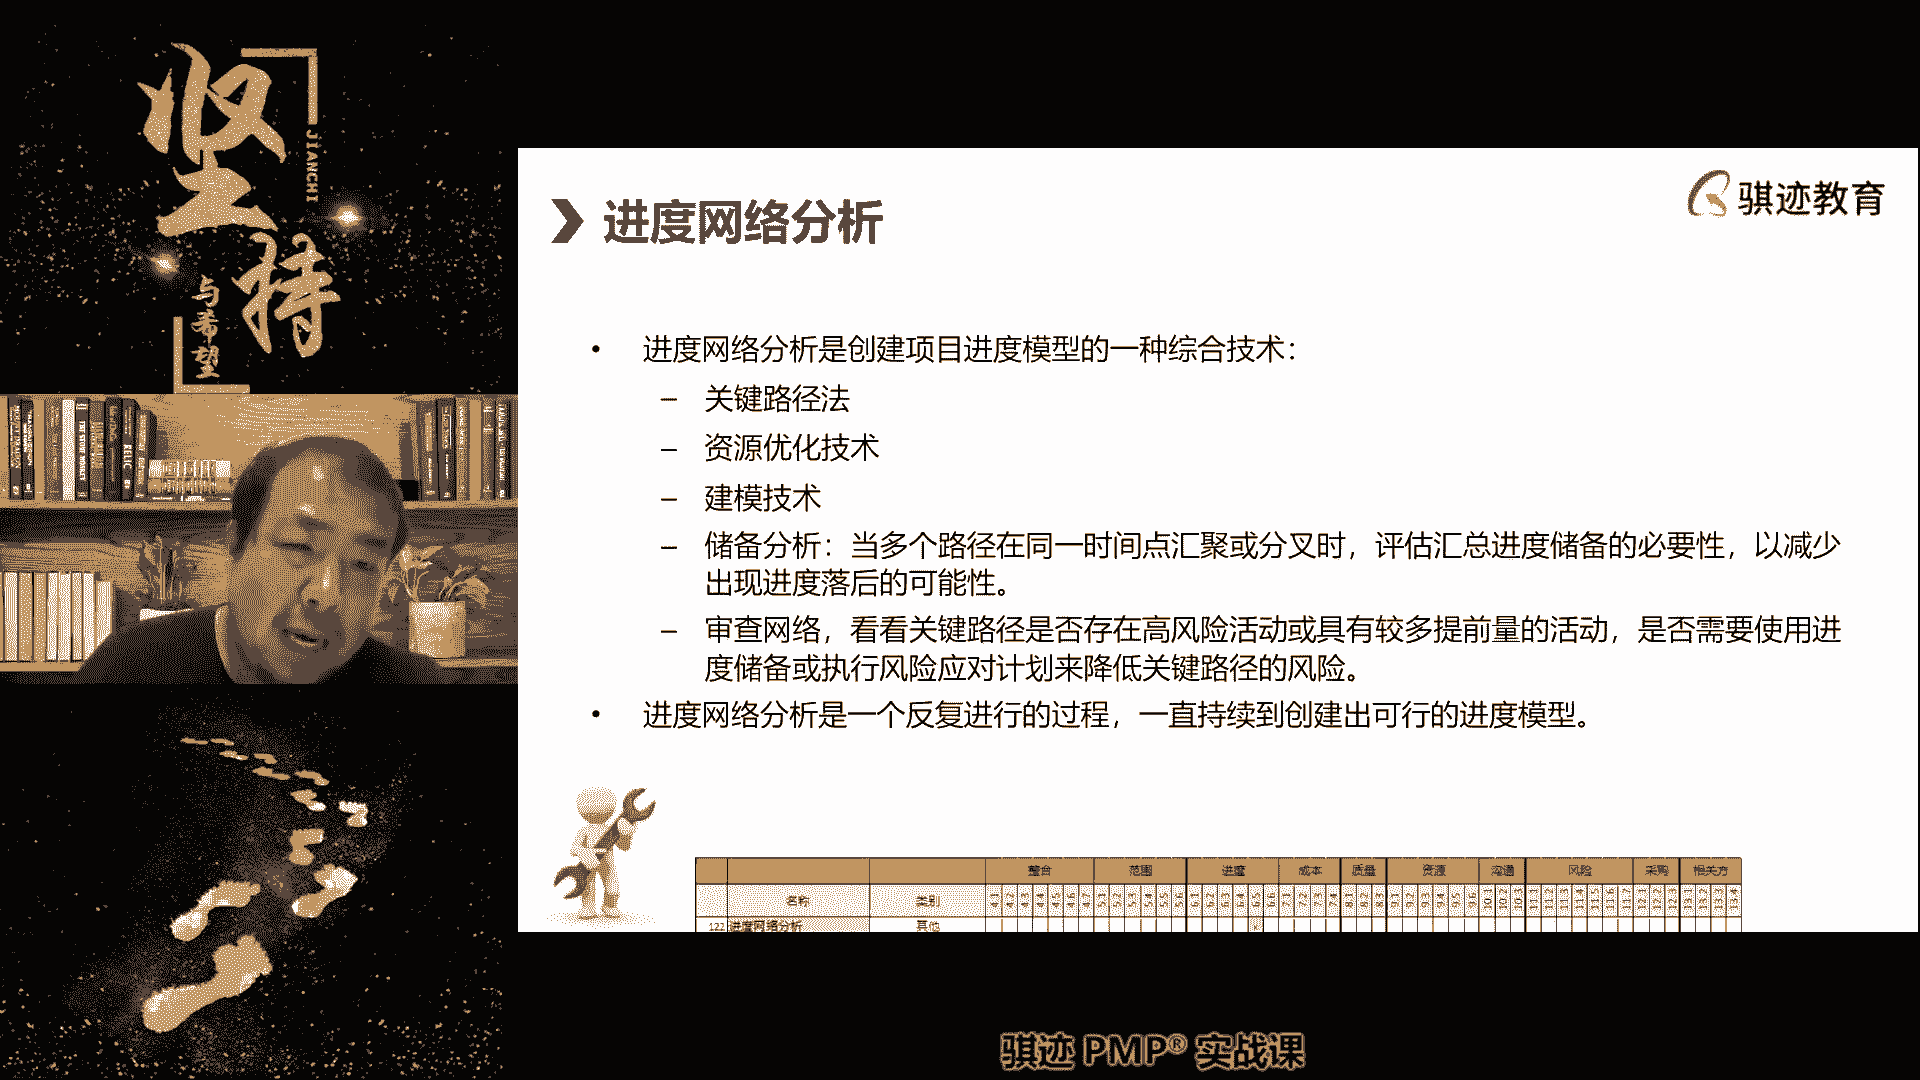 坚持
JIANCHI
与希望
骐迹教育
进度网络分析
• 进度网络分析是创建项目进度模型的一种综合技术：
– 关键路径法
– 资源优化技术
– 建模技术
– 储备分析：当多个路径在同一时间点汇聚或分叉时，评估汇总进度储备的必要性，以减少
出现进度落后的可能性。
– 审查网络，看看关键路径是否存在高风险活动或具有较多提前量的活动，是否需要使用进
度储备或执行风险应对计划来降低关键路径的风险。
• 进度网络分析是一个反复进行的过程，一直持续到创建出可行的进度模型。
整合 范围 进度 成本 质量 资源 沟通 风险 采购 相关方
名称 类别
122 进度网络分析 其他
骐迹 PMP® 实战课